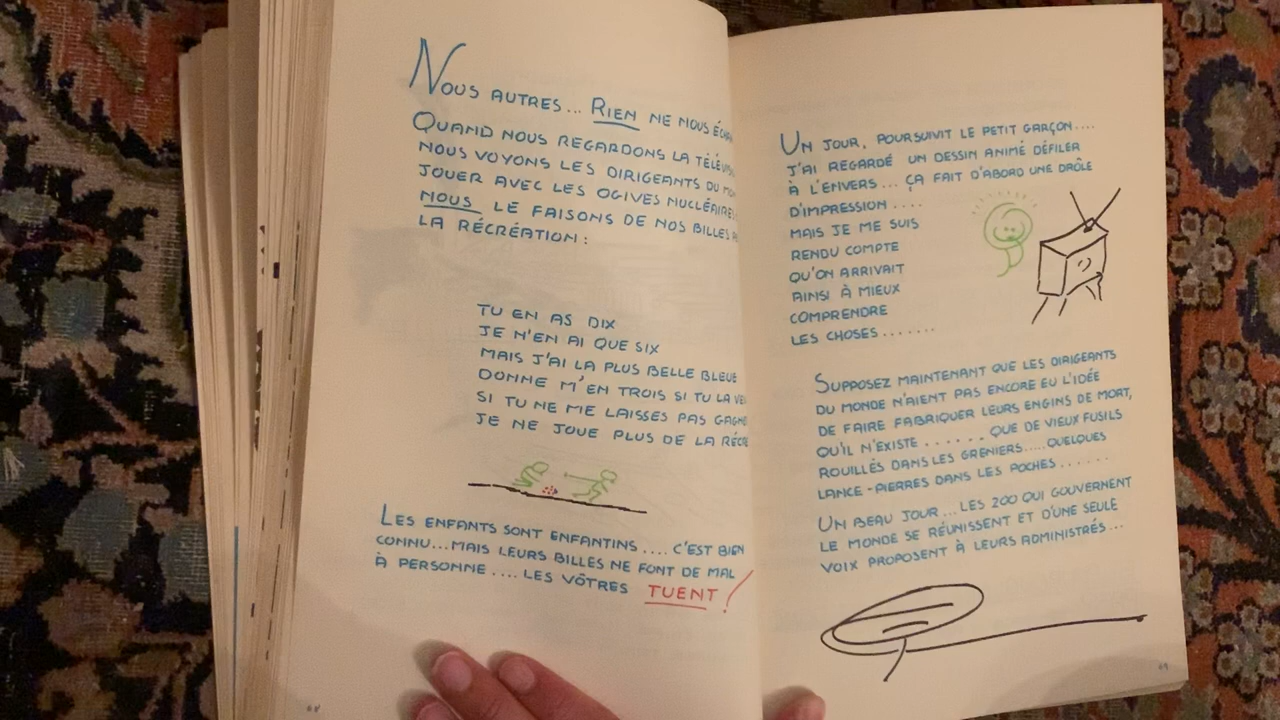 NOUS AUTRES... RIEN NE NOUS
QUAND NOUS REGARDONS LA
NOUS VOYONS LES DIRIGEANTS DU
JOUER AVEC LES OGIVES NUCLÉAIRES
NOUS LE FAISONS DE NOS BILLES
LA RÉCRÉATION :
TU EN AS DIX
JE N'EN AI QUE SIX
MAIS J'AI LA PLUS BELLE BLEUE
DONNE M'EN TROIS SI TU LA
SI TU NE ME LAISSES PAS
JE NE JOUE PLUS DE LA
LES ENFANTS SONT ENFANTINS.... C'EST BIEN
CONNU...MAIS LEURS BILLES NE FONT DE MAL
À PERSONNE.... LES VÔTRES TUENT!
UN JOUR, POURSUIVIT LE PETIT GARÇON....
J'AI REGARDÉ UN DESSIN ANIMÉ DÉFILER
À L'ENVERS... ÇA FAIT D'ABORD UNE DRÔLE
D'IMPRESSION....
MAIS JE ME SUIS
RENDU COMPTE
QU'ON ARRIVAIT
AINSI À MIEUX
COMPRENDRE
LES CHOSES.......
SUPPOSEZ MAINTENANT QUE LES DIRIGEANTS
DU MONDE N'AIENT PAS ENCORE EU L'IDÉE
DE FAIRE FABRIQUER LEURS ENGINS DE MORT,
QU'IL N'EXISTE...... QUE DE VIEUX FUSILS
ROUILLÉS DANS LES GRENIERS.....QUELQUES
LANCE-PIERRES DANS LES POCHES......
UN BEAU JOUR...LES 200 QUI GOUVERNENT
LE MONDE SE RÉUNISSENT ET D'UNE SEULE
VOIX PROPOSENT À LEURS ADMINISTRÉS...